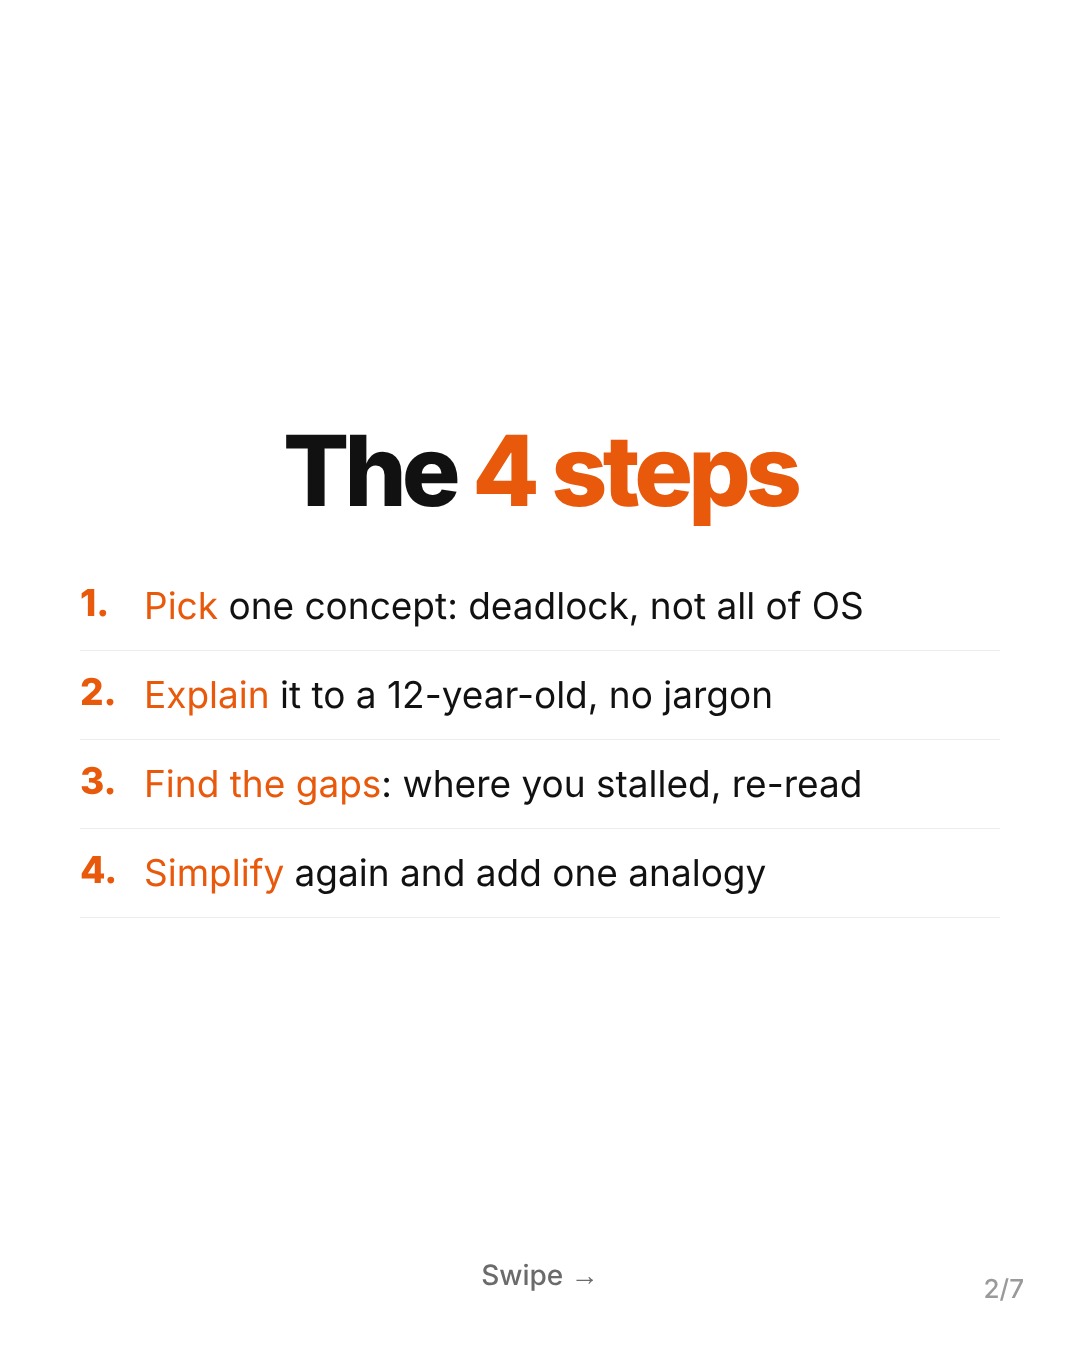 The 4 steps
1. Pick one concept: deadlock, not all of OS
2. Explain it to a 12-year-old, no jargon
3. Find the gaps: where you stalled, re-read
4. Simplify again and add one analogy
Swipe →
2/7